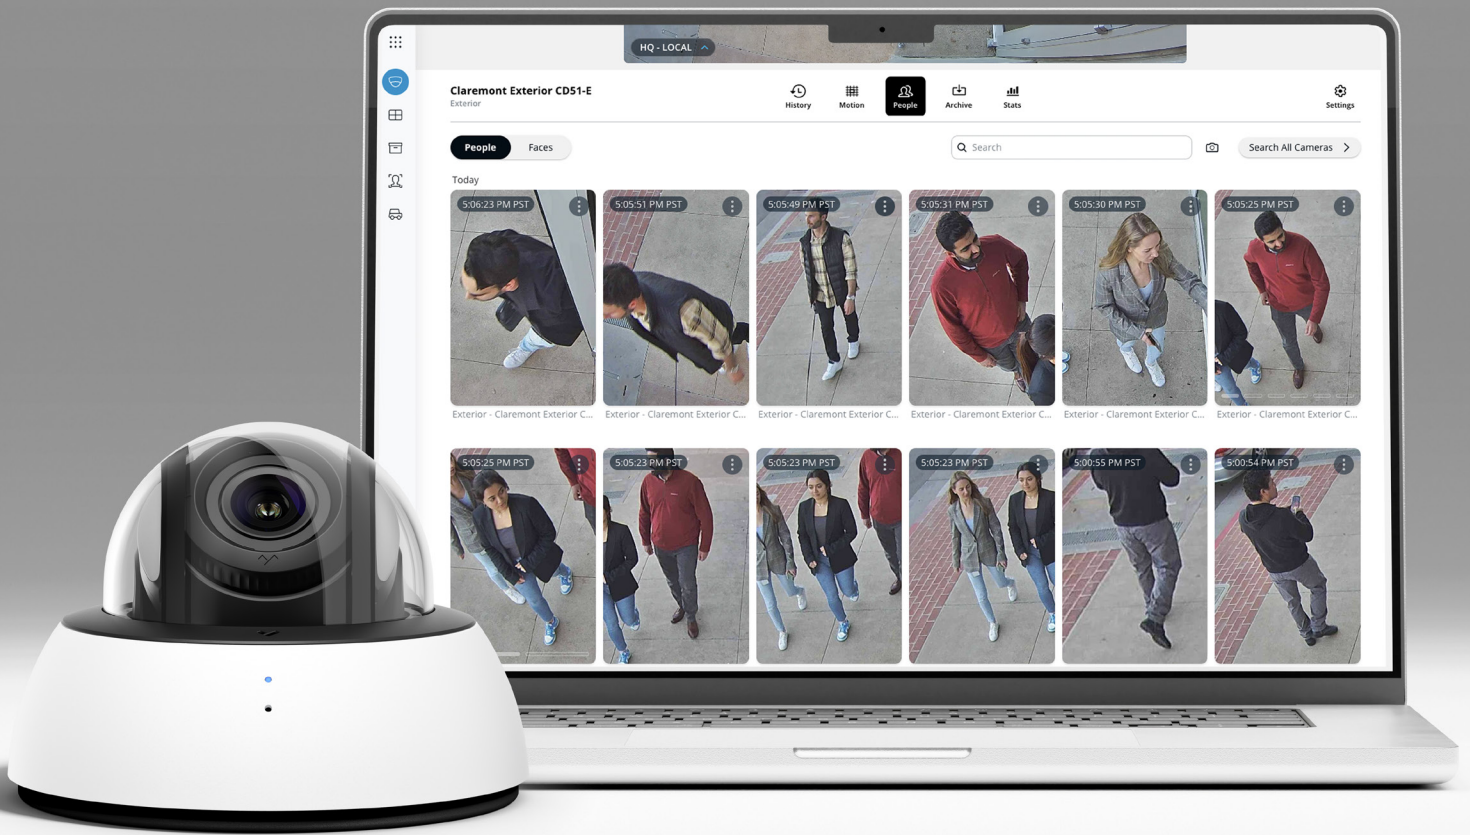 HQ - LOCAL
Claremont Exterior CD51-E
Exterior
History
Motion
People
Archive
Stats
Settings
People
Faces
Search
Search All Cameras
Today
5:06:23 PM PST
5:05:51 PM PST
5:05:49 PM PST
5:05:31 PM PST
5:05:30 PM PST
5:05:25 PM PST
Exterior - Claremont Exterior C...
Exterior - Claremont Exterior C...
Exterior - Claremont Exterior C...
Exterior - Claremont Exterior C...
Exterior - Claremont Exterior C...
Exterior - Claremont Exterior C...
5:05:25 PM PST
5:05:23 PM PST
5:05:23 PM PST
5:05:23 PM PST
5:00:55 PM PST
5:00:54 PM PST